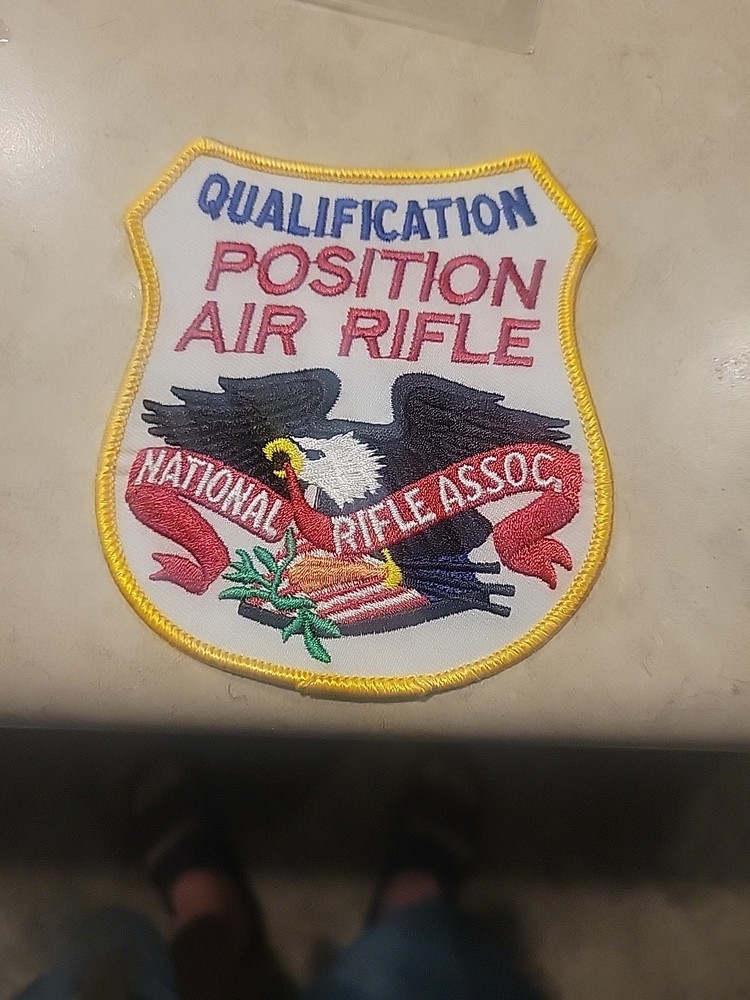 QUALIFICATION
POSITION
AIR RIFLE
NATIONAL RIFLE ASSOC.